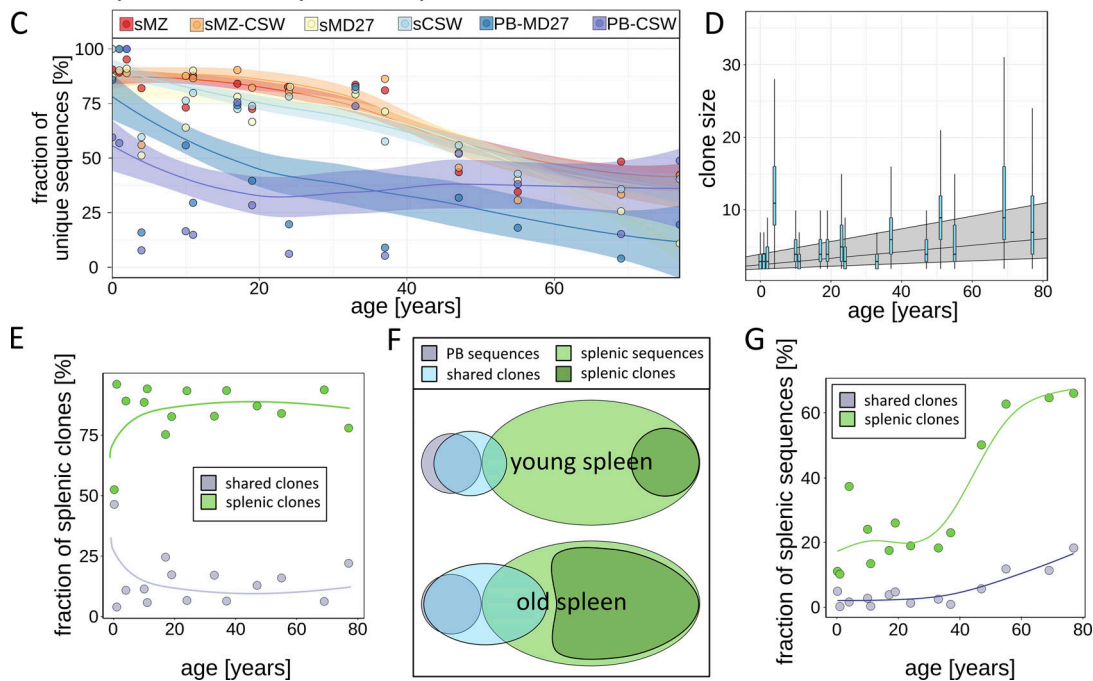 C
sMZ sMZ-CSW sMD27 sCSW PB-MD27 PB-CSW
fraction of
unique sequences [%]
100
75
50
25
0
0 20 40 60
age [years]
D
clone size
30
20
10
0 20 40 60 80
age [years]
E
fraction of splenic clones [%]
75
50
25
0
shared clones
splenic clones
0 20 40 60 80
age [years]
F
PB sequences splenic sequences
shared clones splenic clones
young spleen
old spleen
G
fraction of splenic sequences [%]
shared clones
splenic clones
60
40
20
0
0 20 40 60 80
age [years]